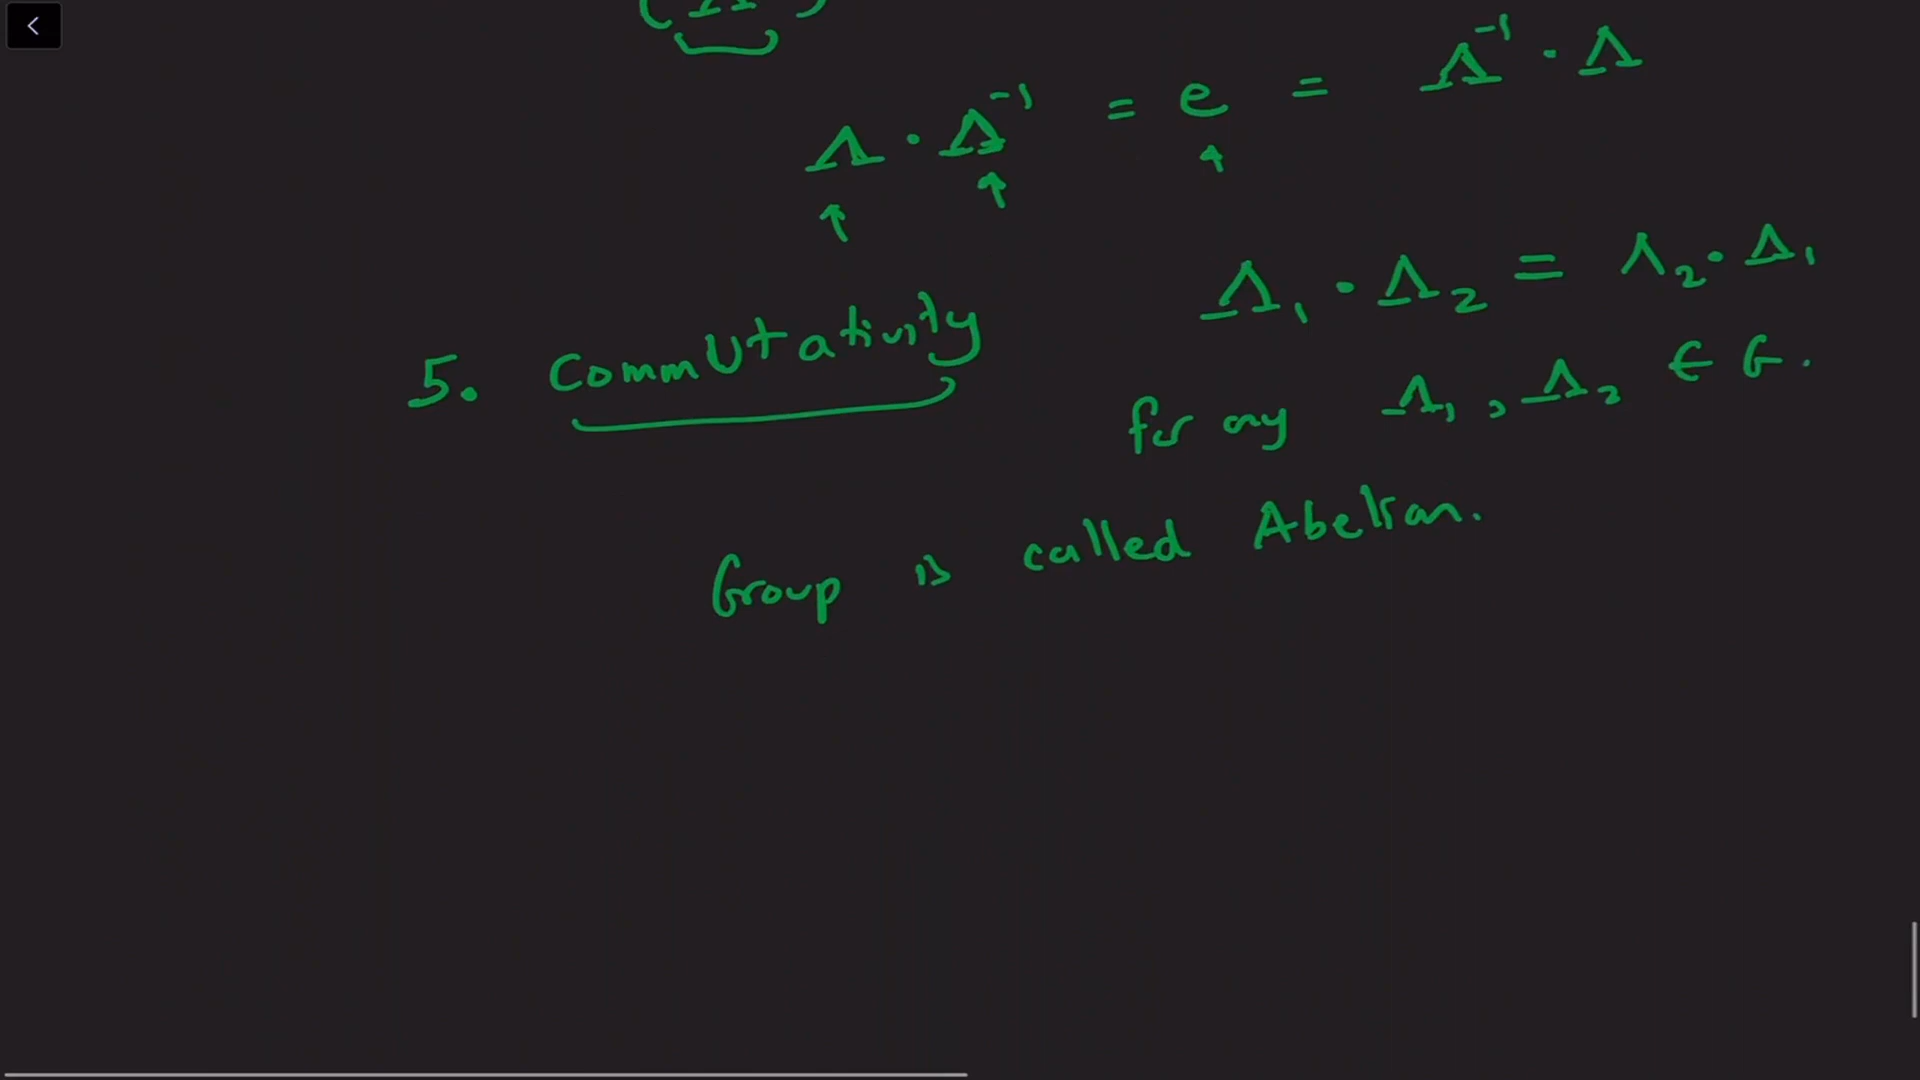 Λ · Λ⁻¹ = e = Λ⁻¹ · Λ
5. Commutativity
Λ₁ · Λ₂ = Λ₂ · Λ₁
for any Λ₁, Λ₂ ∈ G.
Group is called Abelian.